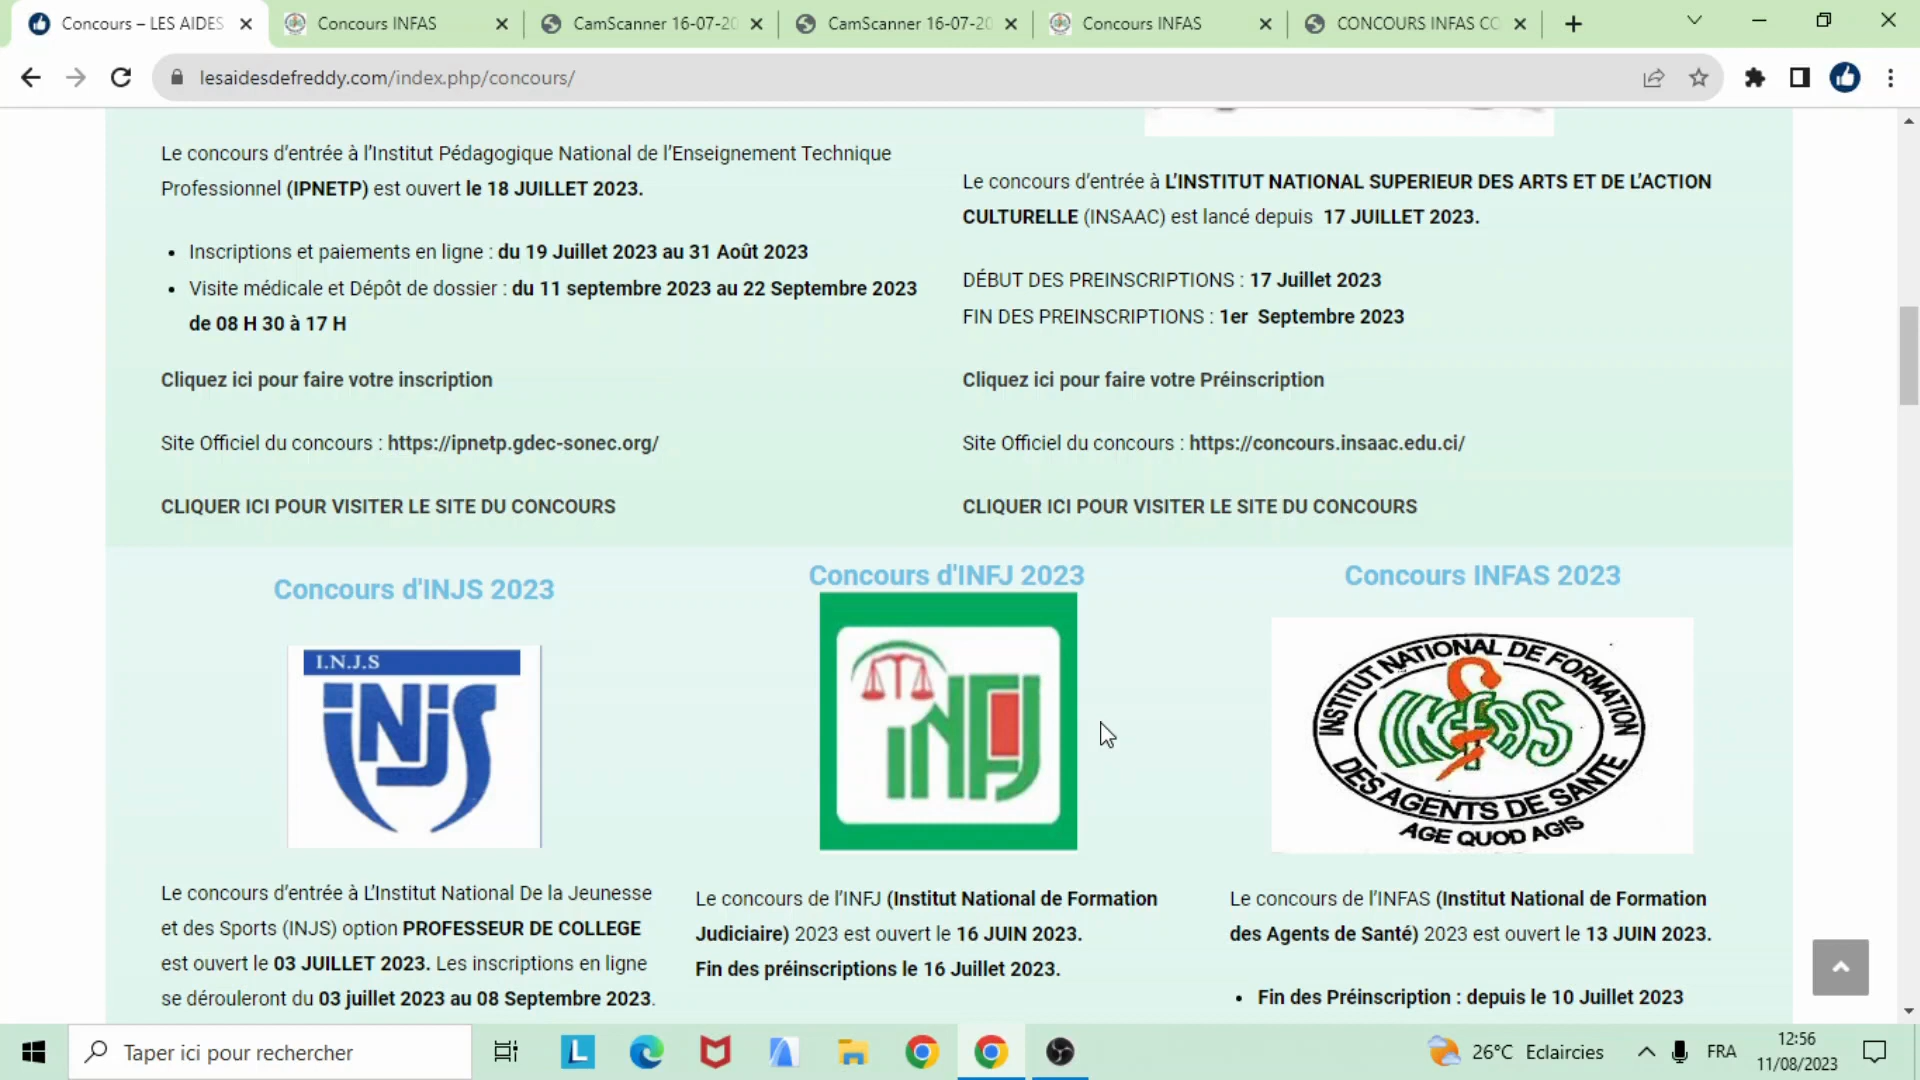 Concours – LES AIDES
Concours INFAS
CamScanner 16-07-20
CamScanner 16-07-20
Concours INFAS
CONCOURS INFAS CO
lesaidesdefreddy.com/index.php/concours/
Le concours d’entrée à l’Institut Pédagogique National de l’Enseignement Technique
Professionnel (IPNETP) est ouvert le 18 JUILLET 2023.
• Inscriptions et paiements en ligne : du 19 Juillet 2023 au 31 Août 2023
• Visite médicale et Dépôt de dossier : du 11 septembre 2023 au 22 Septembre 2023
de 08 H 30 à 17 H
Cliquez ici pour faire votre inscription
Site Officiel du concours : https://ipnetp.gdec-sonec.org/
CLIQUER ICI POUR VISITER LE SITE DU CONCOURS
Le concours d’entrée à L’INSTITUT NATIONAL SUPERIEUR DES ARTS ET DE L’ACTION
CULTURELLE (INSAAC) est lancé depuis 17 JUILLET 2023.
DÉBUT DES PREINSCRIPTIONS : 17 Juillet 2023
FIN DES PREINSCRIPTIONS : 1er Septembre 2023
Cliquez ici pour faire votre Préinscription
Site Officiel du concours : https://concours.insaac.edu.ci/
CLIQUER ICI POUR VISITER LE SITE DU CONCOURS
Concours d'INJS 2023
I.N.J.S
iNJS
Le concours d’entrée à L’Institut National De la Jeunesse
et des Sports (INJS) option PROFESSEUR DE COLLEGE
est ouvert le 03 JUILLET 2023. Les inscriptions en ligne
se dérouleront du 03 juillet 2023 au 08 Septembre 2023.
Concours d'INFJ 2023
iNFJ
Le concours de l’INFJ (Institut National de Formation
Judiciaire) 2023 est ouvert le 16 JUIN 2023.
Fin des préinscriptions le 16 Juillet 2023.
Concours INFAS 2023
INSTITUT NATIONAL DE FORMATION
INFAS
DES AGENTS DE SANTE
AGE QUOD AGIS
Le concours de l’INFAS (Institut National de Formation
des Agents de Santé) 2023 est ouvert le 13 JUIN 2023.
• Fin des Préinscription : depuis le 10 Juillet 2023
Taper ici pour rechercher
L
26°C Eclaircies
FRA
12:56
11/08/2023